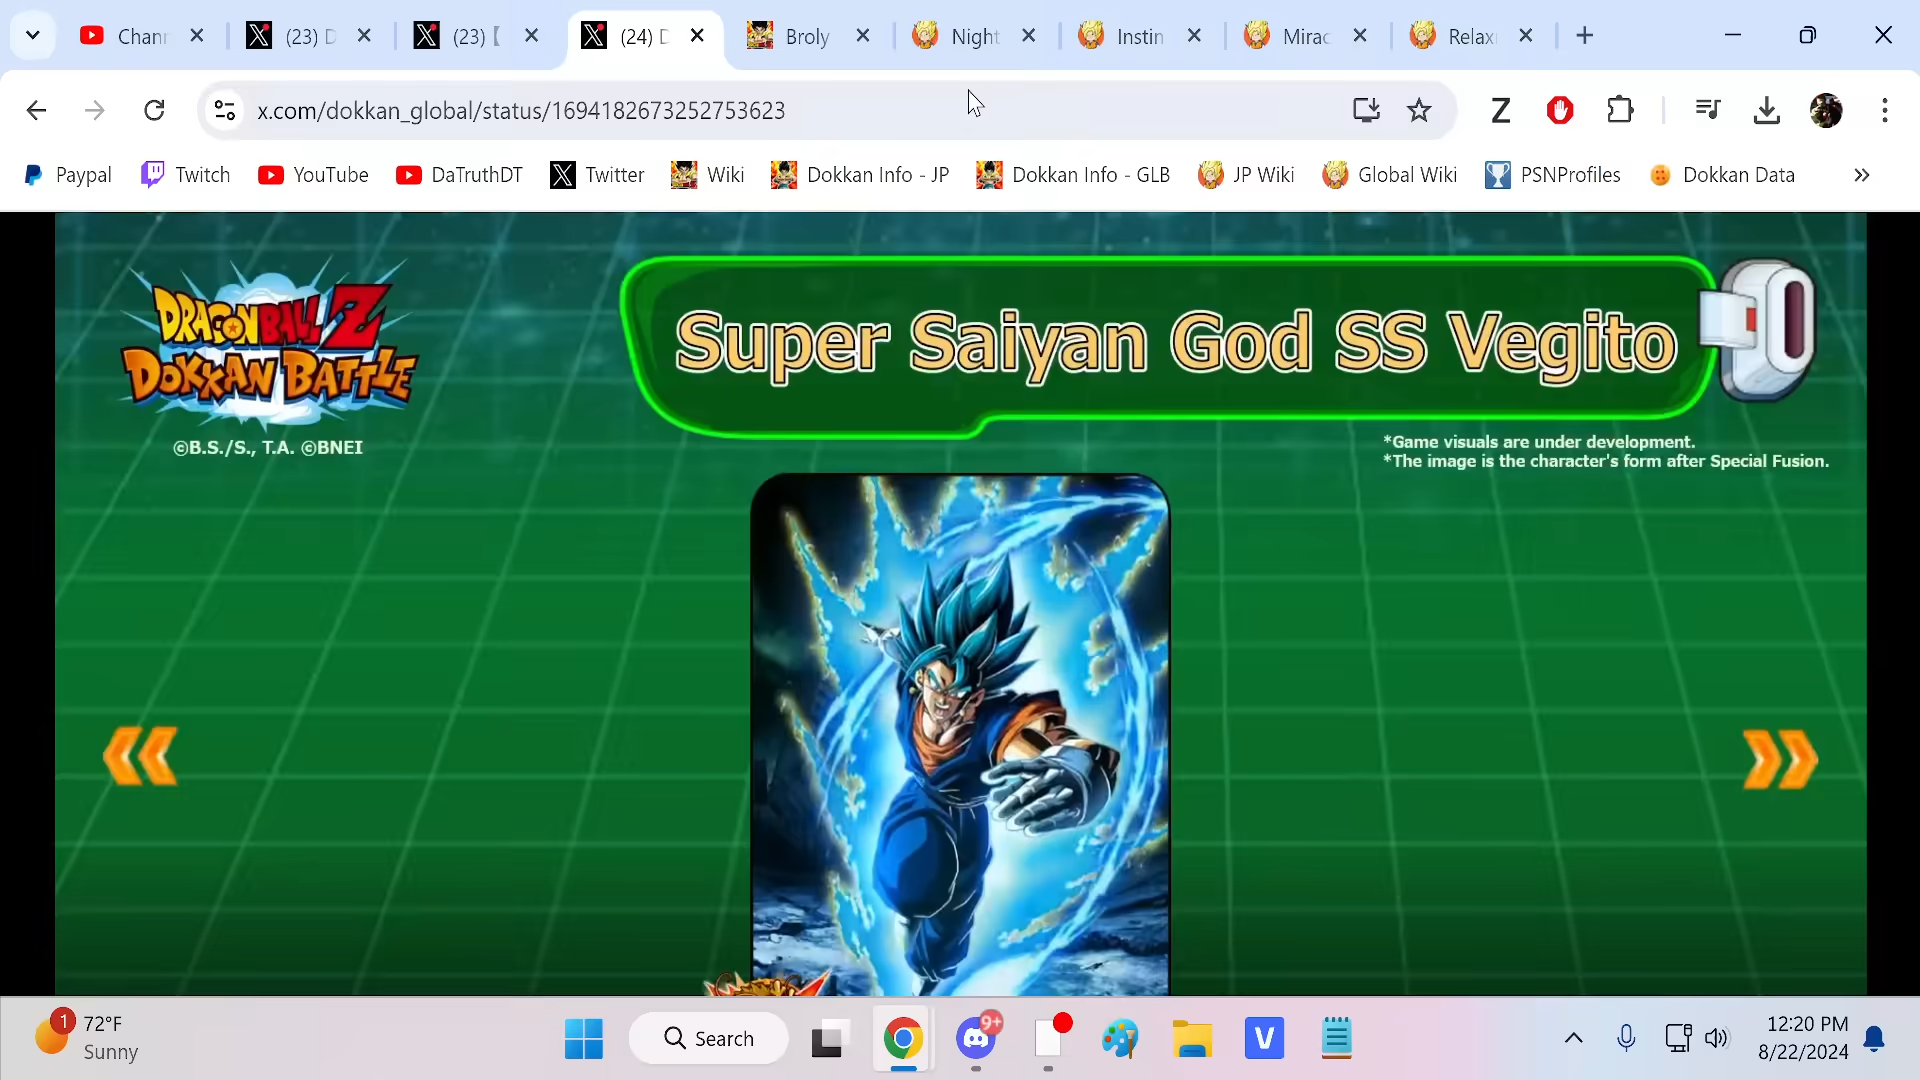 Chann
(23) D
(23) 【
(24) D
Broly
Night
Instin
Mirac
Relax
x.com/dokkan_global/status/1694182673252753623
Paypal
Twitch
YouTube
DaTruthDT
Twitter
Wiki
Dokkan Info - JP
Dokkan Info - GLB
JP Wiki
Global Wiki
PSNProfiles
Dokkan Data
DRAGON BALL Z
DOKKAN BATTLE
©B.S./S., T.A. ©BNEI
Super Saiyan God SS Vegito
*Game visuals are under development.
*The image is the character's form after Special Fusion.
1
72°F
Sunny
Search
9+
V
12:20 PM
8/22/2024